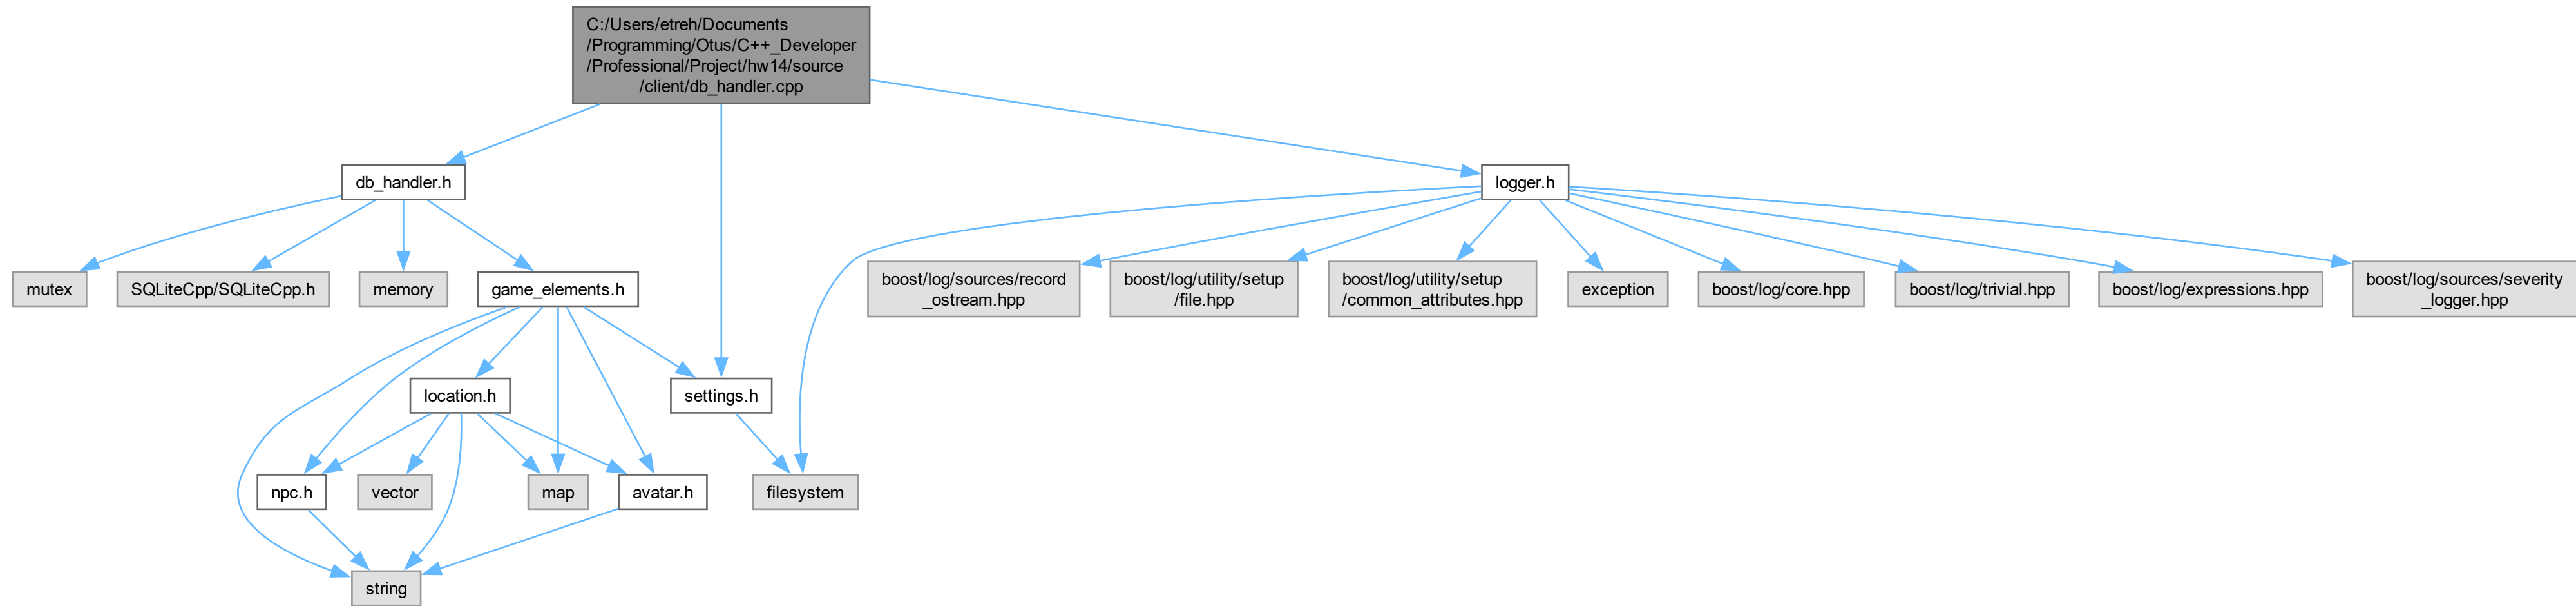 C:/Users/etreh/Documents
/Programming/Otus/C++_Developer
/Professional/Project/hw14/source
/client/db_handler.cpp
db_handler.h
logger.h
mutex
SQLiteCpp/SQLiteCpp.h
memory
game_elements.h
boost/log/sources/record
_ostream.hpp
boost/log/utility/setup
/file.hpp
boost/log/utility/setup
/common_attributes.hpp
exception
boost/log/core.hpp
boost/log/trivial.hpp
boost/log/expressions.hpp
boost/log/sources/severity
_logger.hpp
location.h
settings.h
npc.h
vector
map
avatar.h
filesystem
string